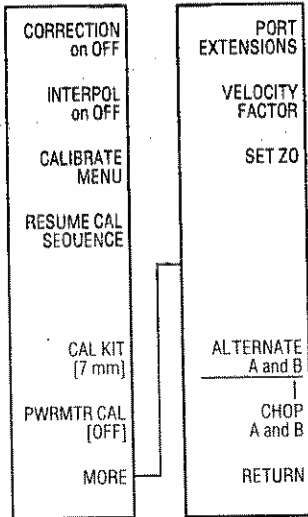 CORRECTION
on OFF
INTERPOL
on OFF
CALIBRATE
MENU
RESUME CAL
SEQUENCE
CAL KIT
[7 mm]
PWRMTR CAL
[OFF]
MORE
PORT
EXTENSIONS
VELOCITY
FACTOR
SET ZO
ALTERNATE
A and B
CHOP
A and B
RETURN